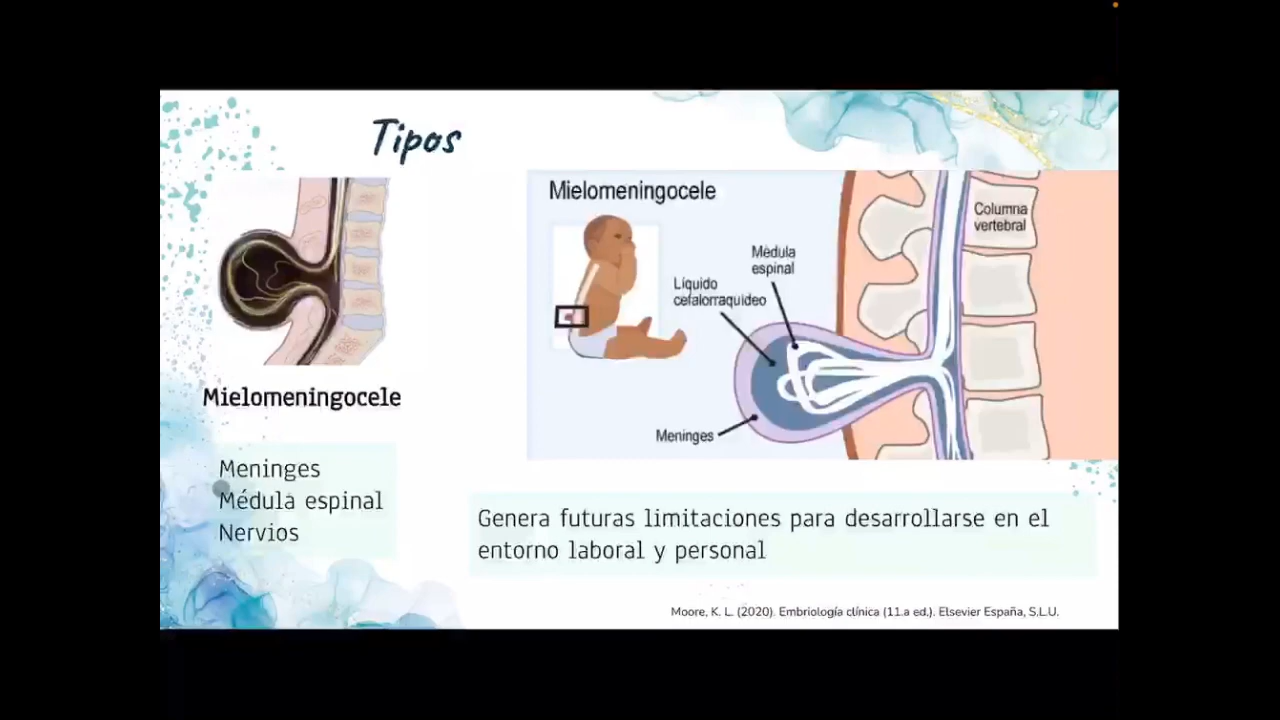 Tipos
Mielomeningocele
Columna
vertebral
Médula
espinal
Líquido
cefalorraquídeo
Meninges
Mielomeningocele
Meninges
Médula espinal
Nervios
Genera futuras limitaciones para desarrollarse en el
entorno laboral y personal
Moore, K. L. (2020). Embriología clínica (11.a ed.). Elsevier España, S.L.U.